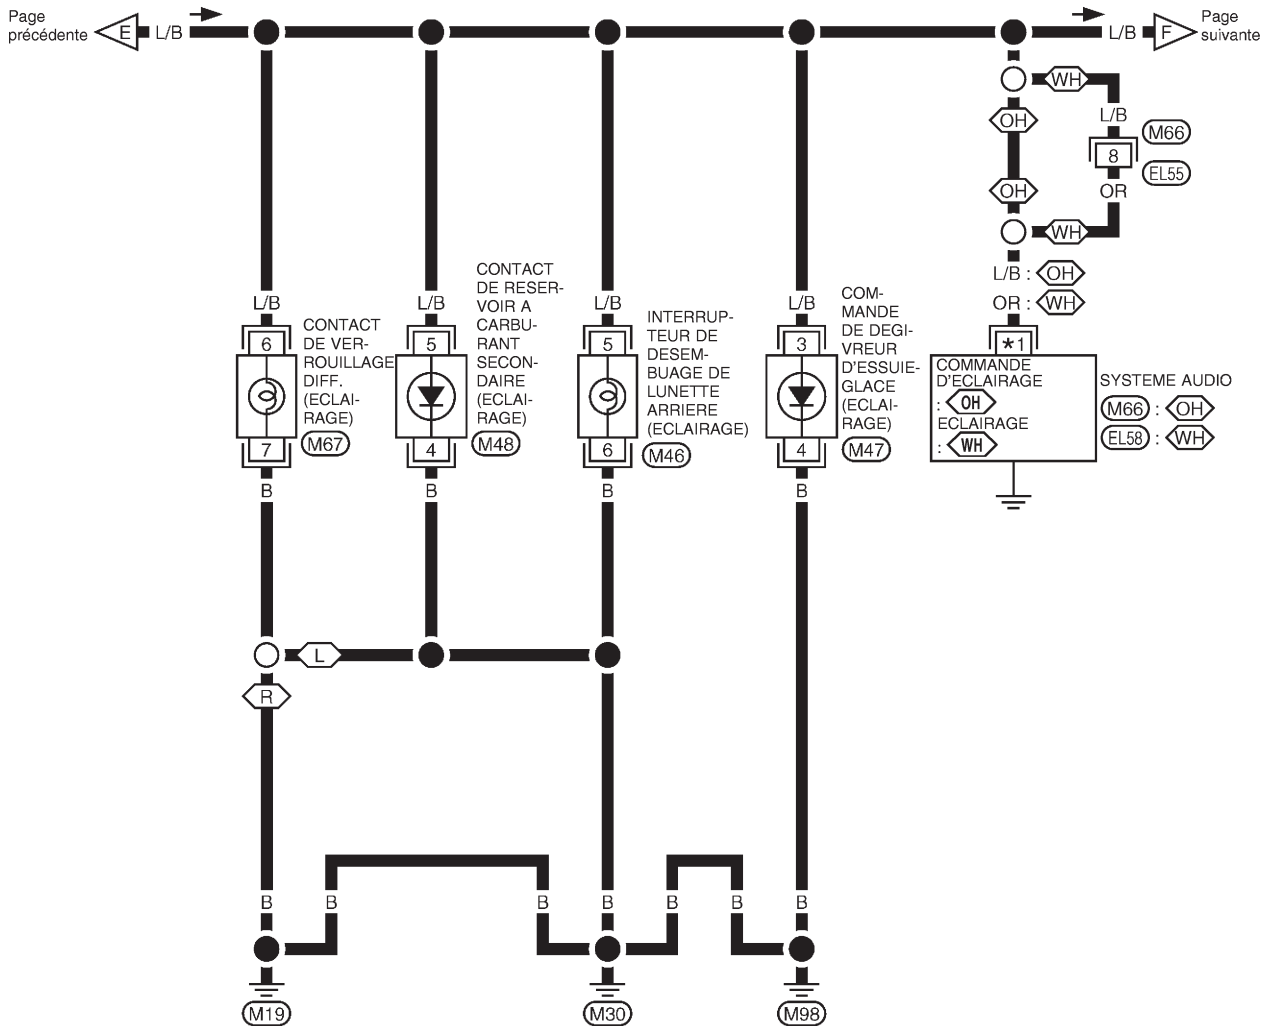 Page
précédente
E
L/B
L/B
F
Page
suivante
WH
OH
L/B
M66
8
EL55
OH
OR
WH
L/B : OH
OR : WH
L/B
6
CONTACT
DE VER-
ROUILLAGE
DIFF.
(ECLAI-
RAGE)
M67
7
B
CONTACT
DE RESER-
VOIR A
CARBU-
RANT
SECON-
DAIRE
(ECLAI-
RAGE)
M48
L/B
5
4
B
L/B
5
INTERRUP-
TEUR DE
DESEM-
BUAGE DE
LUNETTE
ARRIERE
(ECLAIRAGE)
M46
6
B
L/B
3
COM-
MANDE
DE DEGI-
VREUR
D'ESSUIE-
GLACE
(ECLAI-
RAGE)
M47
4
B
*1
COMMANDE
D'ECLAIRAGE
: OH
ECLAIRAGE
: WH
SYSTEME AUDIO
M66 : OH
EL58 : WH
L
R
B
B
B
B
B
B
B
M19
M30
M98